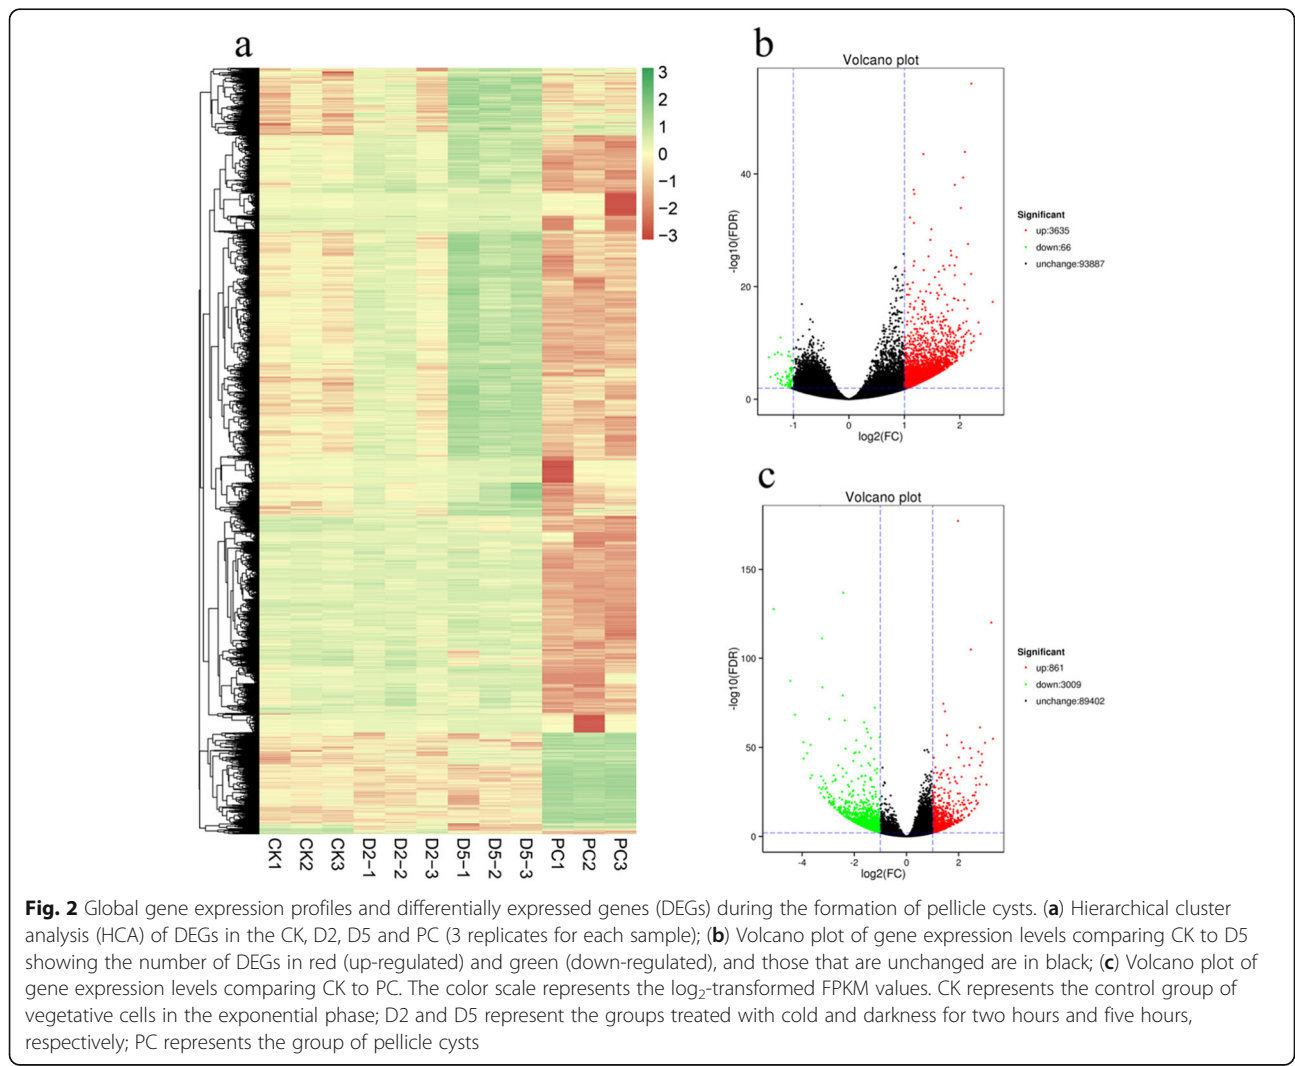 a
3
2
1
0
−1
−2
−3
CK1
CK2
CK3
D2−1
D2−2
D2−3
D5−1
D5−2
D5−3
PC1
PC2
PC3
b
Volcano plot
-log10(FDR)
40
20
0
-1
0
1
2
log2(FC)
Significant
up:3635
down:66
unchange:93887
c
Volcano plot
-log10(FDR)
150
100
50
0
-4
-2
0
2
log2(FC)
Significant
up:861
down:3009
unchange:89402
Fig. 2 Global gene expression profiles and differentially expressed genes (DEGs) during the formation of pellicle cysts. (a) Hierarchical cluster
analysis (HCA) of DEGs in the CK, D2, D5 and PC (3 replicates for each sample); (b) Volcano plot of gene expression levels comparing CK to D5
showing the number of DEGs in red (up-regulated) and green (down-regulated), and those that are unchanged are in black; (c) Volcano plot of
gene expression levels comparing CK to PC. The color scale represents the log2-transformed FPKM values. CK represents the control group of
vegetative cells in the exponential phase; D2 and D5 represent the groups treated with cold and darkness for two hours and five hours,
respectively; PC represents the group of pellicle cysts